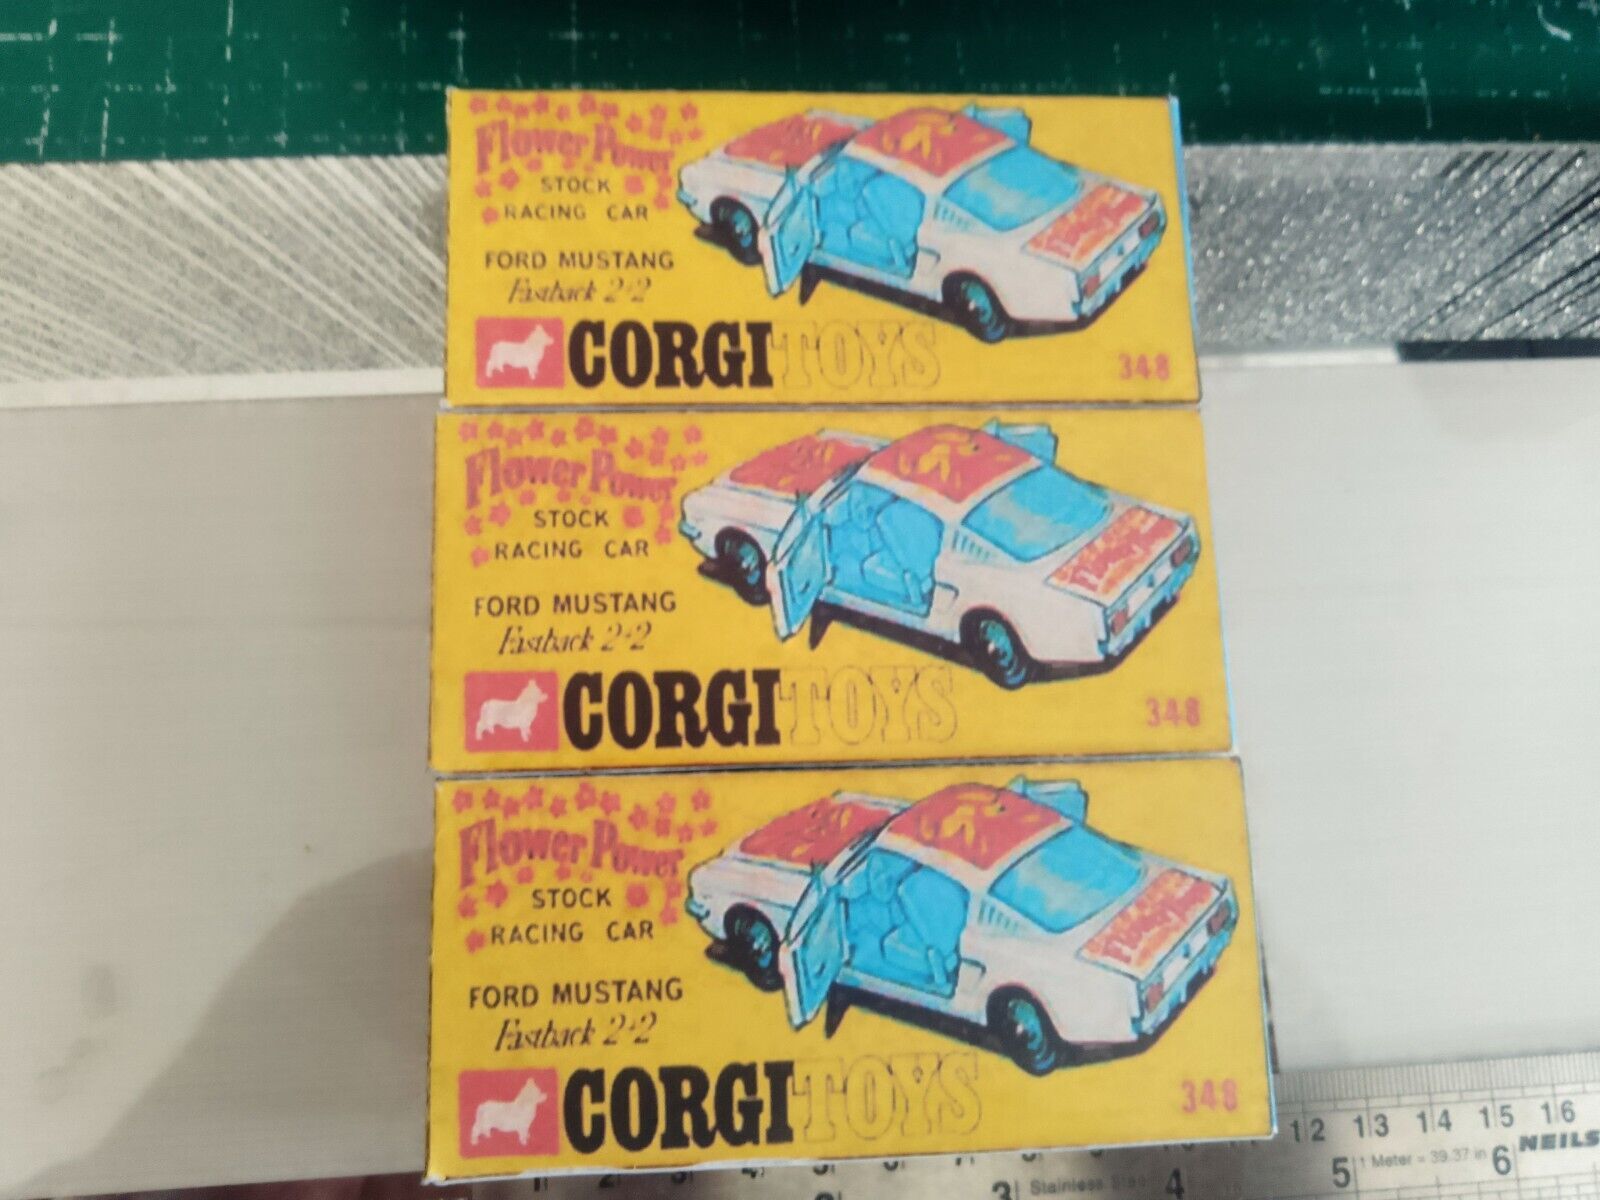 Flower Power
STOCK
RACING CAR
FORD MUSTANG
Fastback 2+2
CORGI TOYS
348
Flower Power
STOCK
RACING CAR
FORD MUSTANG
Fastback 2+2
CORGI TOYS
348
Flower Power
STOCK
RACING CAR
FORD MUSTANG
Fastback 2+2
CORGI TOYS
348
12 13 14 15 16
1 Meter = 39.37 in
NEILS
3 Stainless 4 5 6